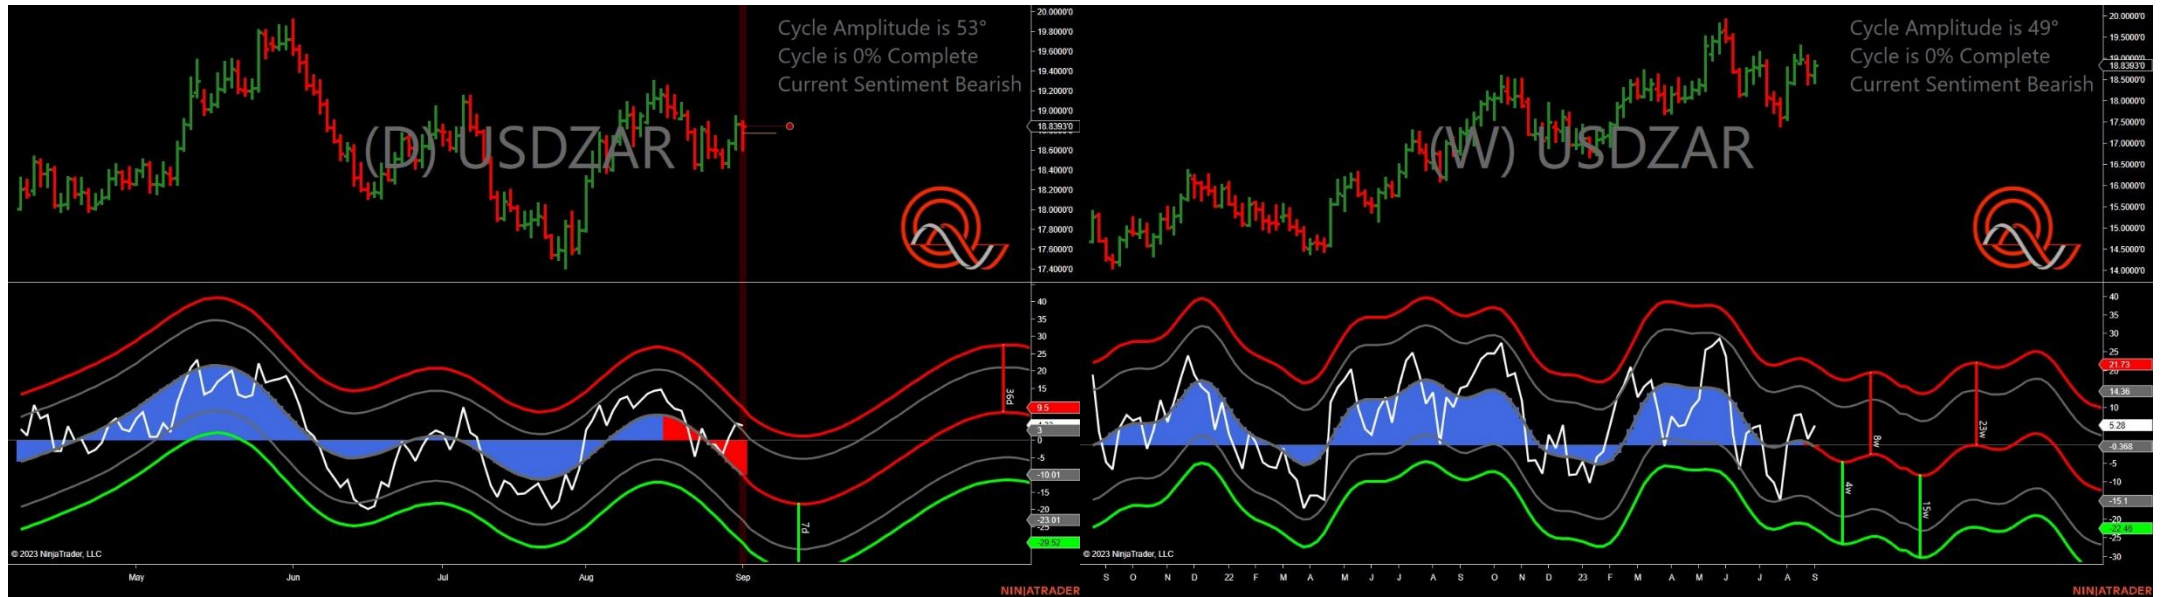 Cycle Amplitude is 53°
Cycle is 0% Complete
Current Sentiment Bearish
(D) USDZAR
20.0000'0
19.8000'0
19.6000'0
19.4000'0
19.2000'0
19.0000'0
18.8393'0
18.6000'0
18.4000'0
18.2000'0
18.0000'0
17.8000'0
17.6000'0
17.4000'0
40
35
30
25
20
15
9.5
3
0
-5
-10.01
-15
-20
-23.01
-25
-29.52
36d
7d
© 2023 NinjaTrader, LLC
May
Jun
Jul
Aug
Sep
NINJATRADER
Cycle Amplitude is 49°
Cycle is 0% Complete
Current Sentiment Bearish
(W) USDZAR
20.0000'0
19.5000'0
19.0000'0
18.8393'0
18.5000'0
18.0000'0
17.5000'0
17.0000'0
16.5000'0
16.0000'0
15.5000'0
15.0000'0
14.5000'0
14.0000'0
40
35
30
25
21.73
20
14.36
10
5.28
-0.368
-5
-10
-15.1
-20
-22.46
-25
-30
8w
23w
4w
15w
© 2023 NinjaTrader, LLC
S O N D 22 F M A M J J A S O N D 23 F M A M J J A S
NINJATRADER